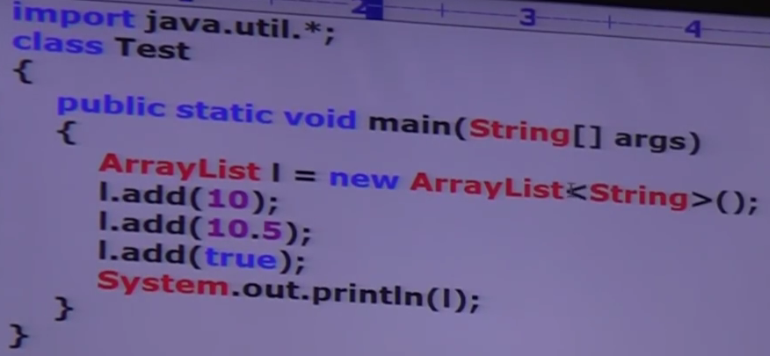 2 3 4
import java.util.*;
class Test
{
public static void main(String[] args)
{
ArrayList l = new ArrayList<String>();
l.add(10);
l.add(10.5);
l.add(true);
System.out.println(l);
}
}